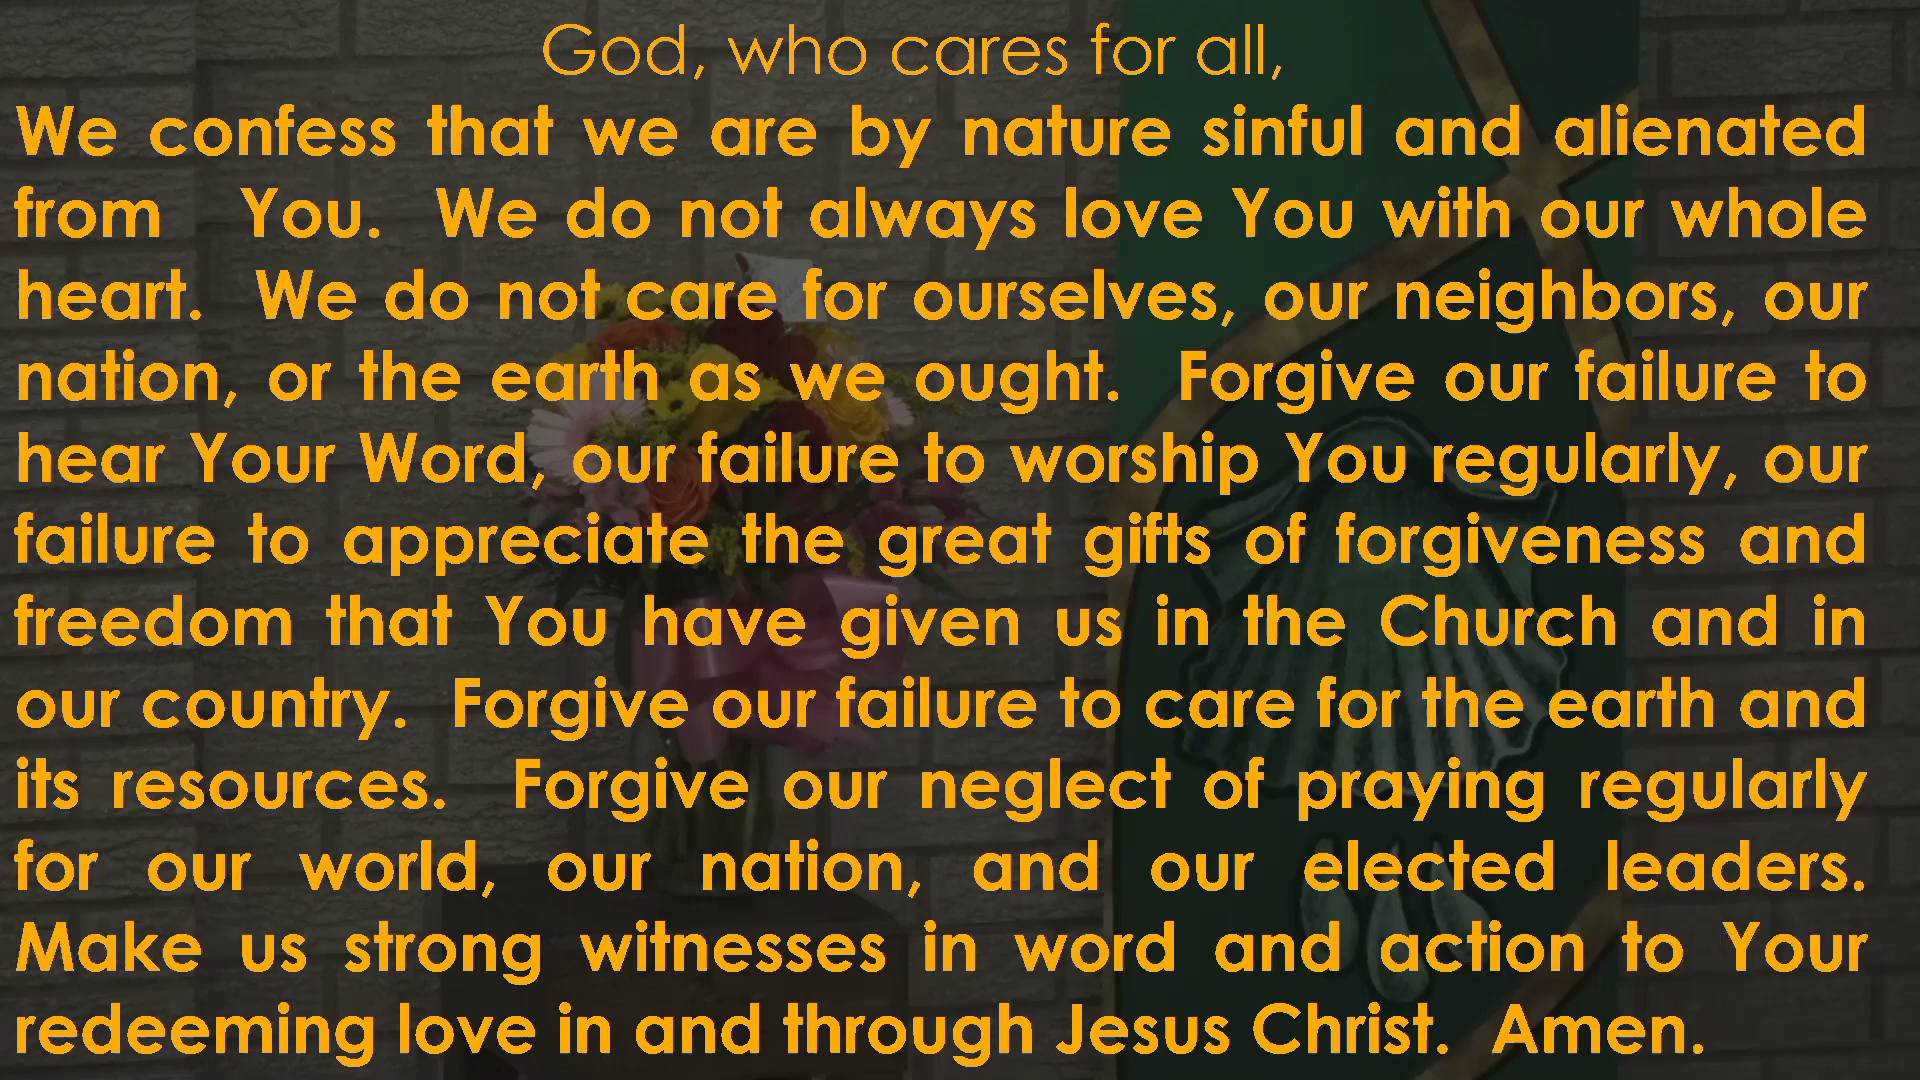 God, who cares for all,
We confess that we are by nature sinful and alienated
from You. We do not always love You with our whole
heart. We do not care for ourselves, our neighbors, our
nation, or the earth as we ought. Forgive our failure to
hear Your Word, our failure to worship You regularly, our
failure to appreciate the great gifts of forgiveness and
freedom that You have given us in the Church and in
our country. Forgive our failure to care for the earth and
its resources. Forgive our neglect of praying regularly
for our world, our nation, and our elected leaders.
Make us strong witnesses in word and action to Your
redeeming love in and through Jesus Christ. Amen.